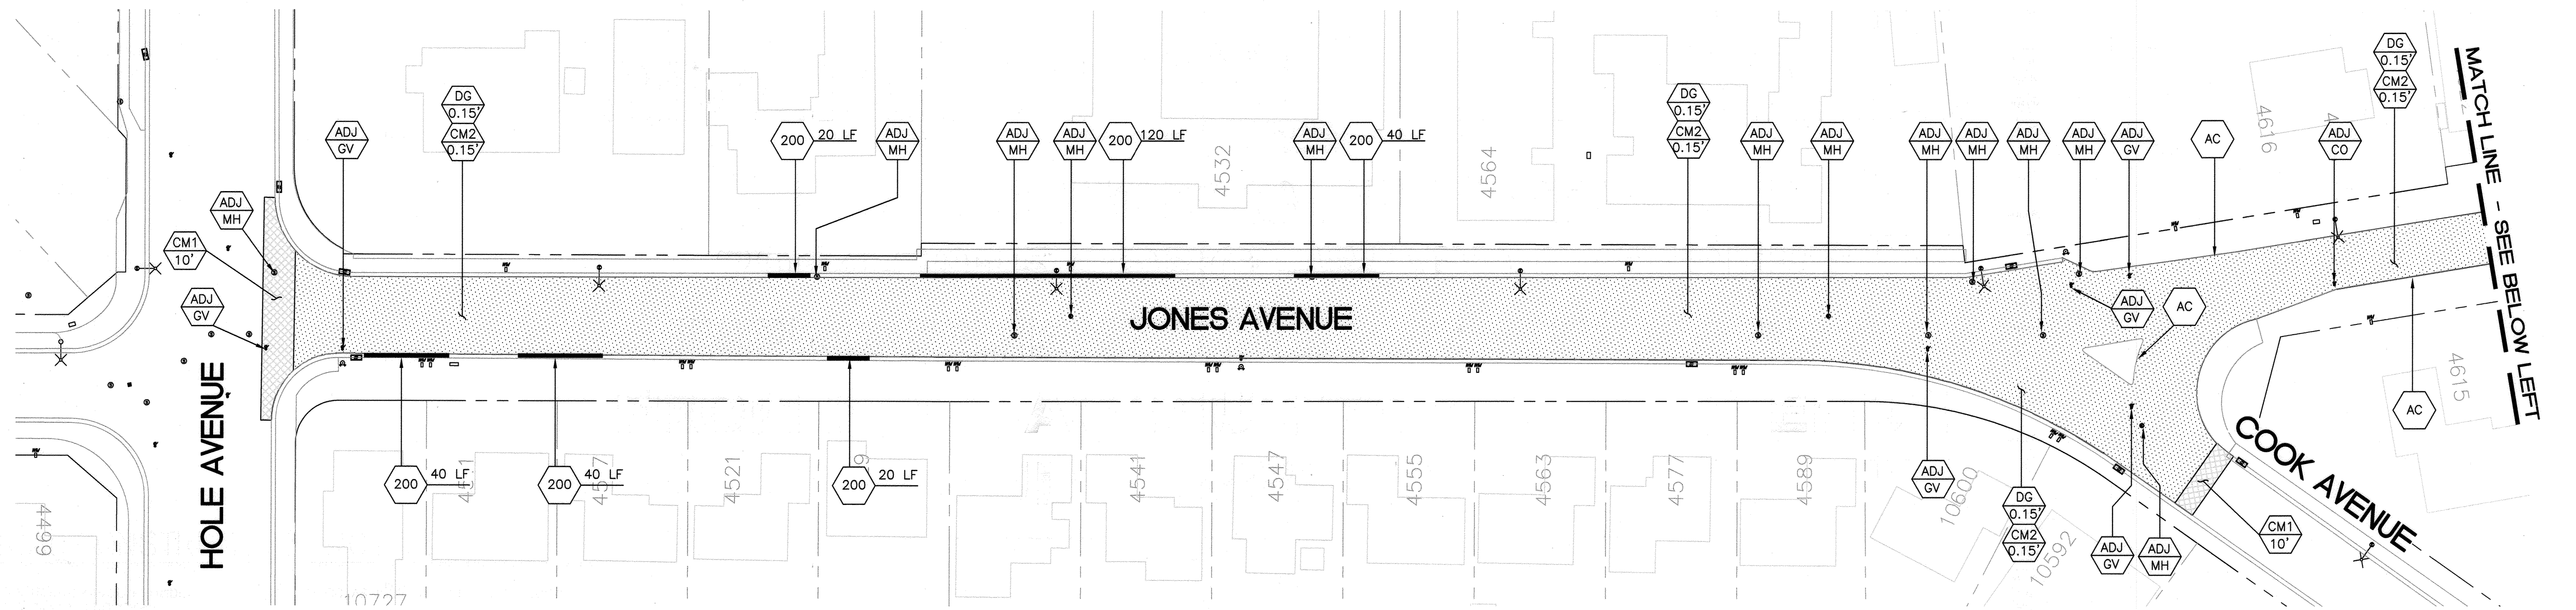 DG
0.15'
CM2
0.15'
DG
0.15'
CM2
0.15'
DG
0.15'
CM2
0.15'
ADJ
GV
200
20 LF
ADJ
MH
ADJ
MH
ADJ
MH
200
120 LF
ADJ
MH
200
40 LF
ADJ
MH
ADJ
MH
ADJ
MH
ADJ
MH
ADJ
MH
ADJ
MH
ADJ
GV
AC
ADJ
CO
4532
4564
4616
MATCH LINE - SEE BELOW LEFT
ADJ
MH
CM1
10'
ADJ
GV
JONES AVENUE
ADJ
GV
AC
HOLE AVENUE
200
40 LF
200
40 LF
4521
200
20 LF
4541
4547
4555
4563
4577
4589
ADJ
GV
10600
10592
DG
0.15'
CM2
0.15'
ADJ
GV
ADJ
MH
CM1
10'
COOK AVENUE
AC
4615
4499
10727